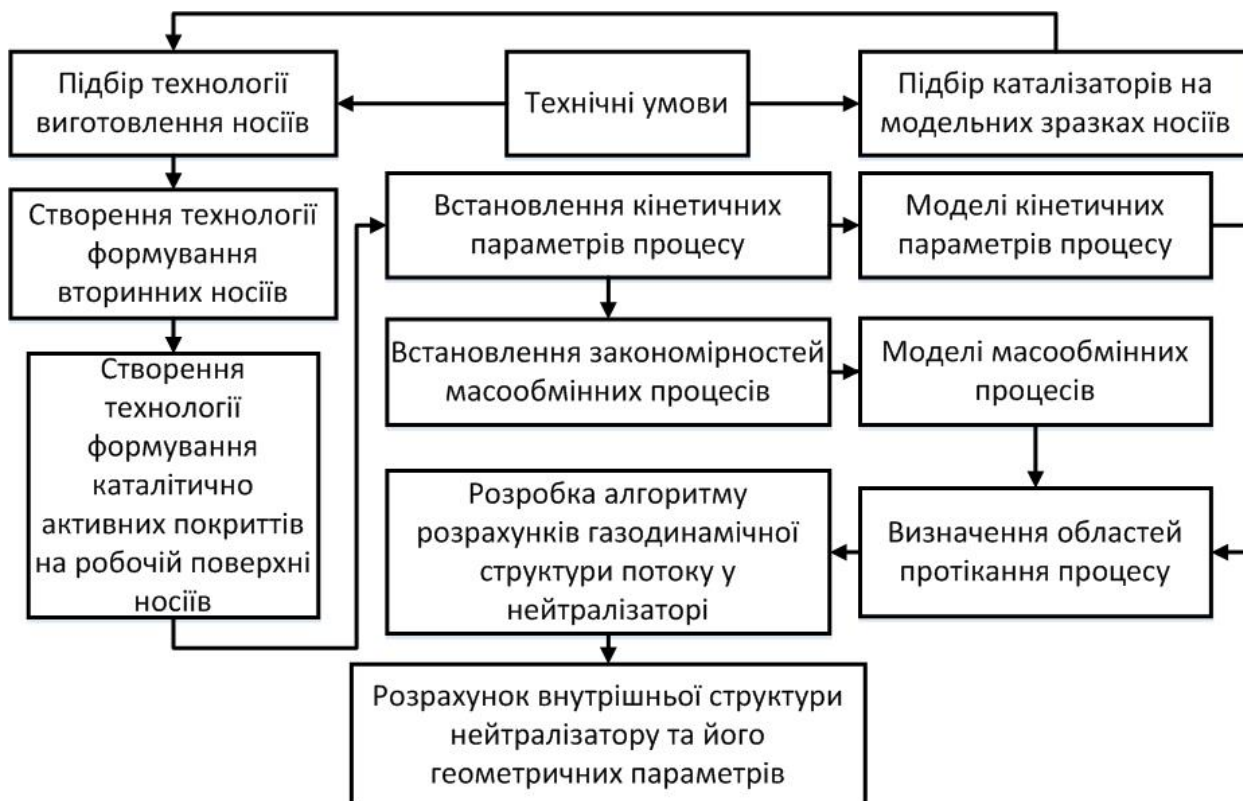 Підбір технології
виготовлення носіїв
Технічні умови
Підбір каталізаторів на
модельних зразках носіїв
Створення технології
формування
вторинних носіїв
Встановлення кінетичних
параметрів процесу
Моделі кінетичних
параметрів процесу
Створення
технології
формування
каталітично
активних покриттів
на робочій поверхні
носіїв
Встановлення закономірностей
масообмінних процесів
Моделі масообмінних
процесів
Розробка алгоритму
розрахунків газодинамічної
структури потоку у
нейтралізаторі
Визначення областей
протікання процесу
Розрахунок внутрішньої структури
нейтралізатору та його
геометричних параметрів